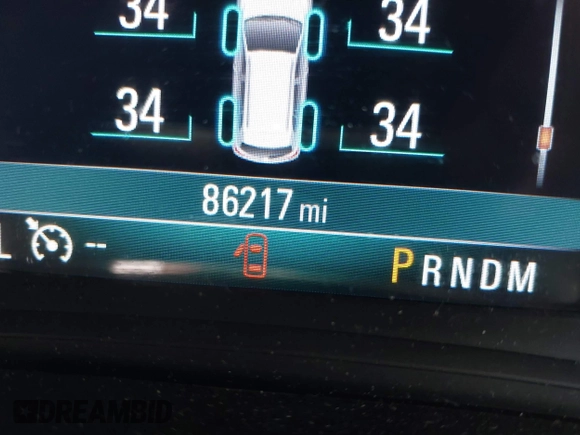 34 34
34 34
86217 mi
L -- PRNDM
DREAMBID